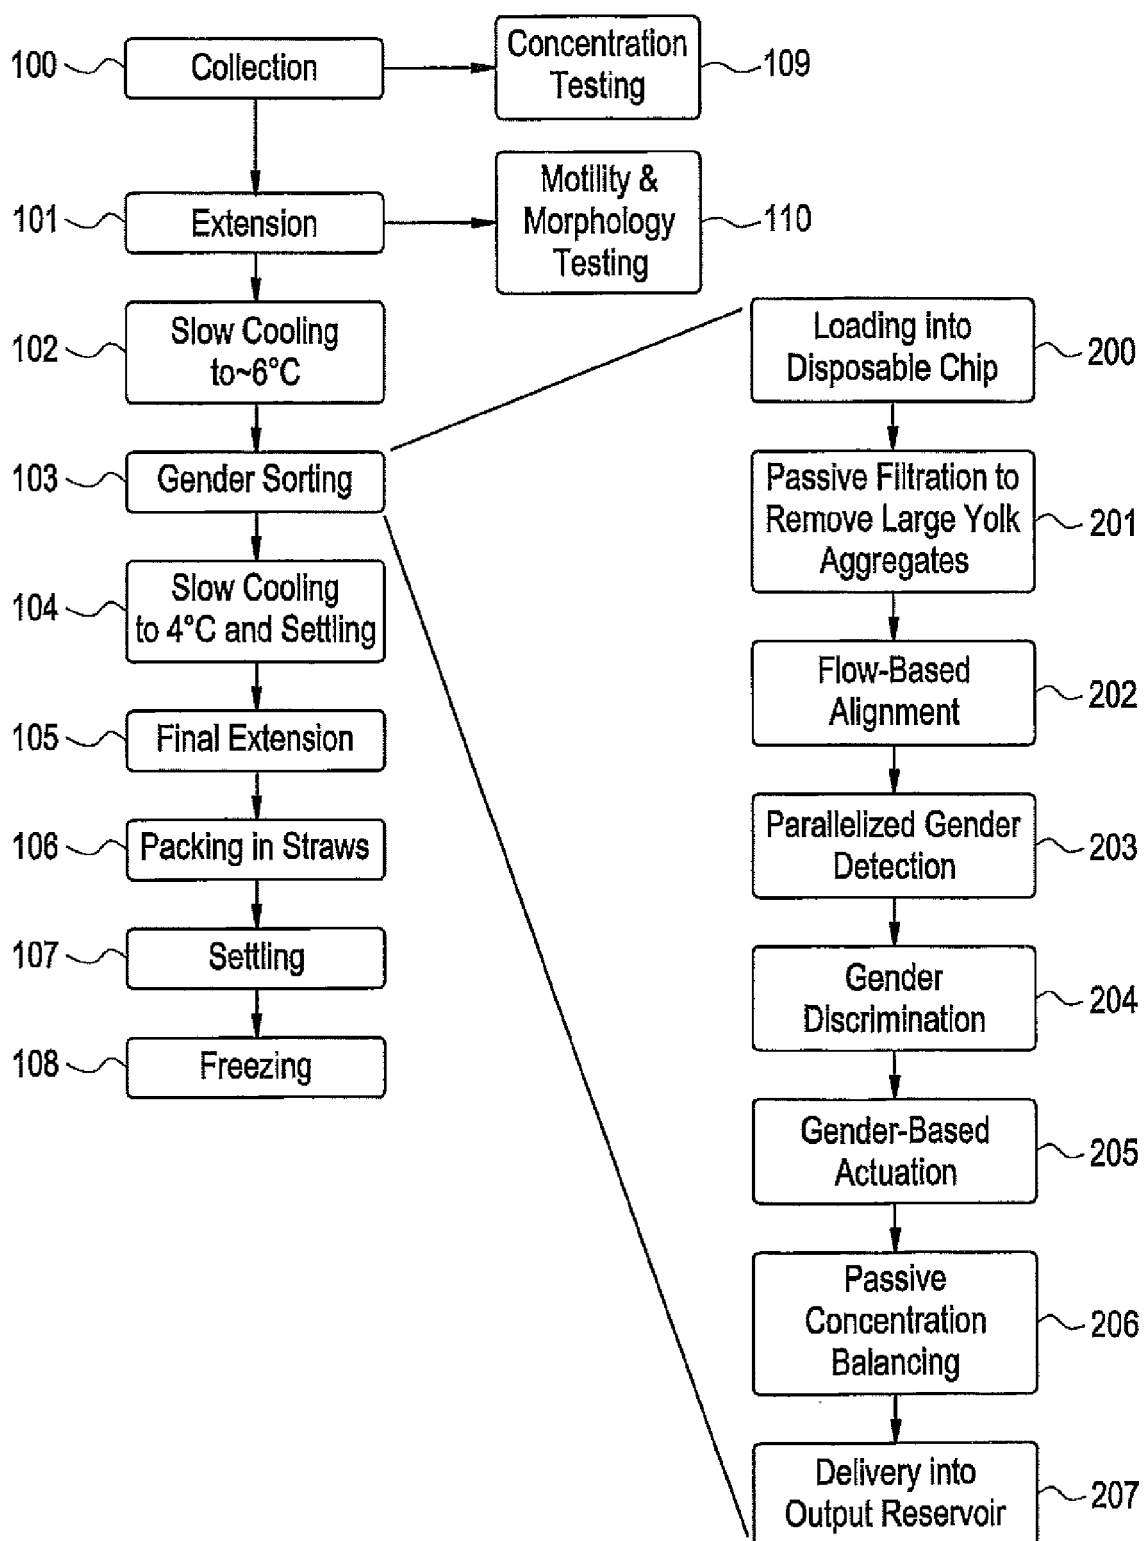 100
Collection
Concentration
Testing
109
101
Extension
Motility &
Morphology
Testing
110
102
Slow Cooling
to~6°C
103
Gender Sorting
104
Slow Cooling
to 4°C and Settling
105
Final Extension
106
Packing in Straws
107
Settling
108
Freezing
Loading into
Disposable Chip
200
Passive Filtration to
Remove Large Yolk
Aggregates
201
Flow-Based
Alignment
202
Parallelized Gender
Detection
203
Gender
Discrimination
204
Gender-Based
Actuation
205
Passive
Concentration
Balancing
206
Delivery into
Output Reservoir
207